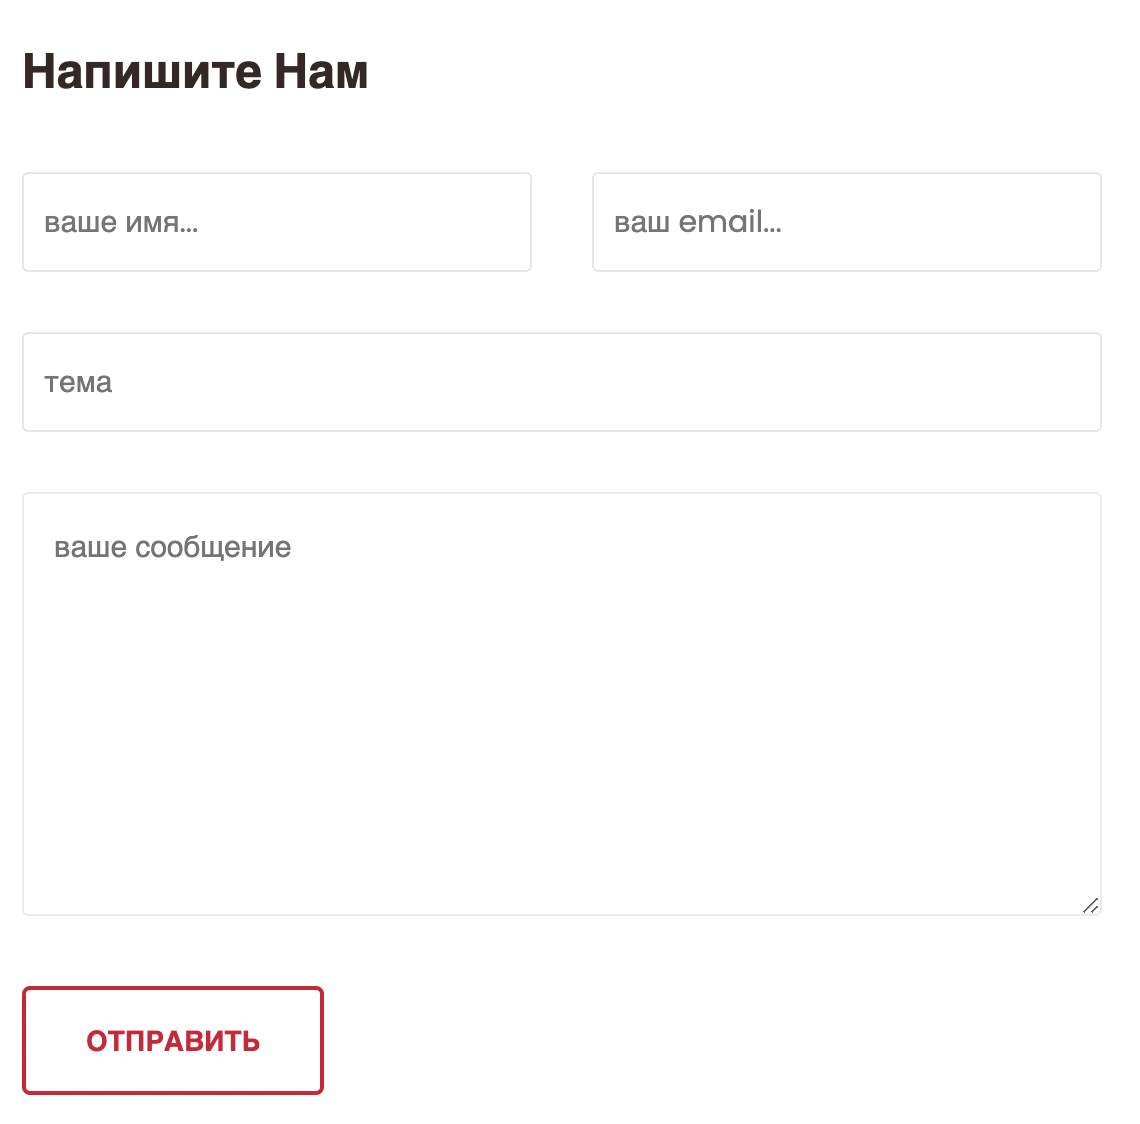 Напишите Нам
ваше имя...
ваш email...
тема
ваше сообщение
ОТПРАВИТЬ